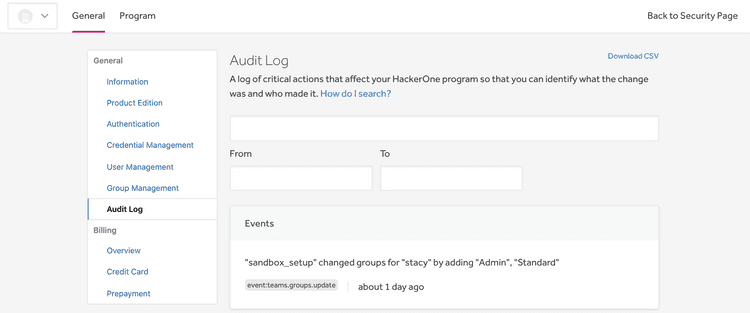 General
Program
Back to Security Page
General
Information
Product Edition
Authentication
Credential Management
User Management
Group Management
Audit Log
Billing
Overview
Credit Card
Prepayment
Audit Log
Download CSV
A log of critical actions that affect your HackerOne program so that you can identify what the change
was and who made it. How do I search?
From
To
Events
"sandbox_setup" changed groups for "stacy" by adding "Admin", "Standard"
event:teams.groups.update
about 1 day ago